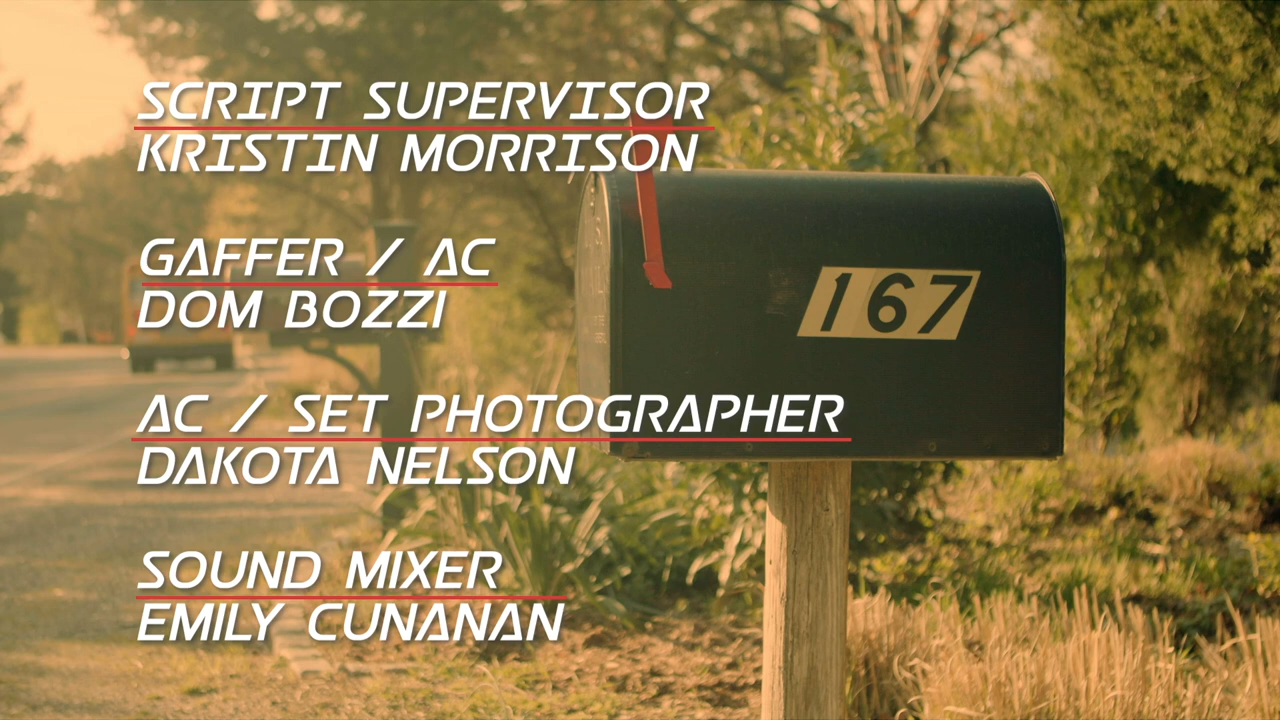 SCRIPT SUPERVISOR
KRISTIN MORRISON
GAFFER / AC
DOM BOZZI
AC / SET PHOTOGRAPHER
DAKOTA NELSON
SOUND MIXER
EMILY CUNANAN
167